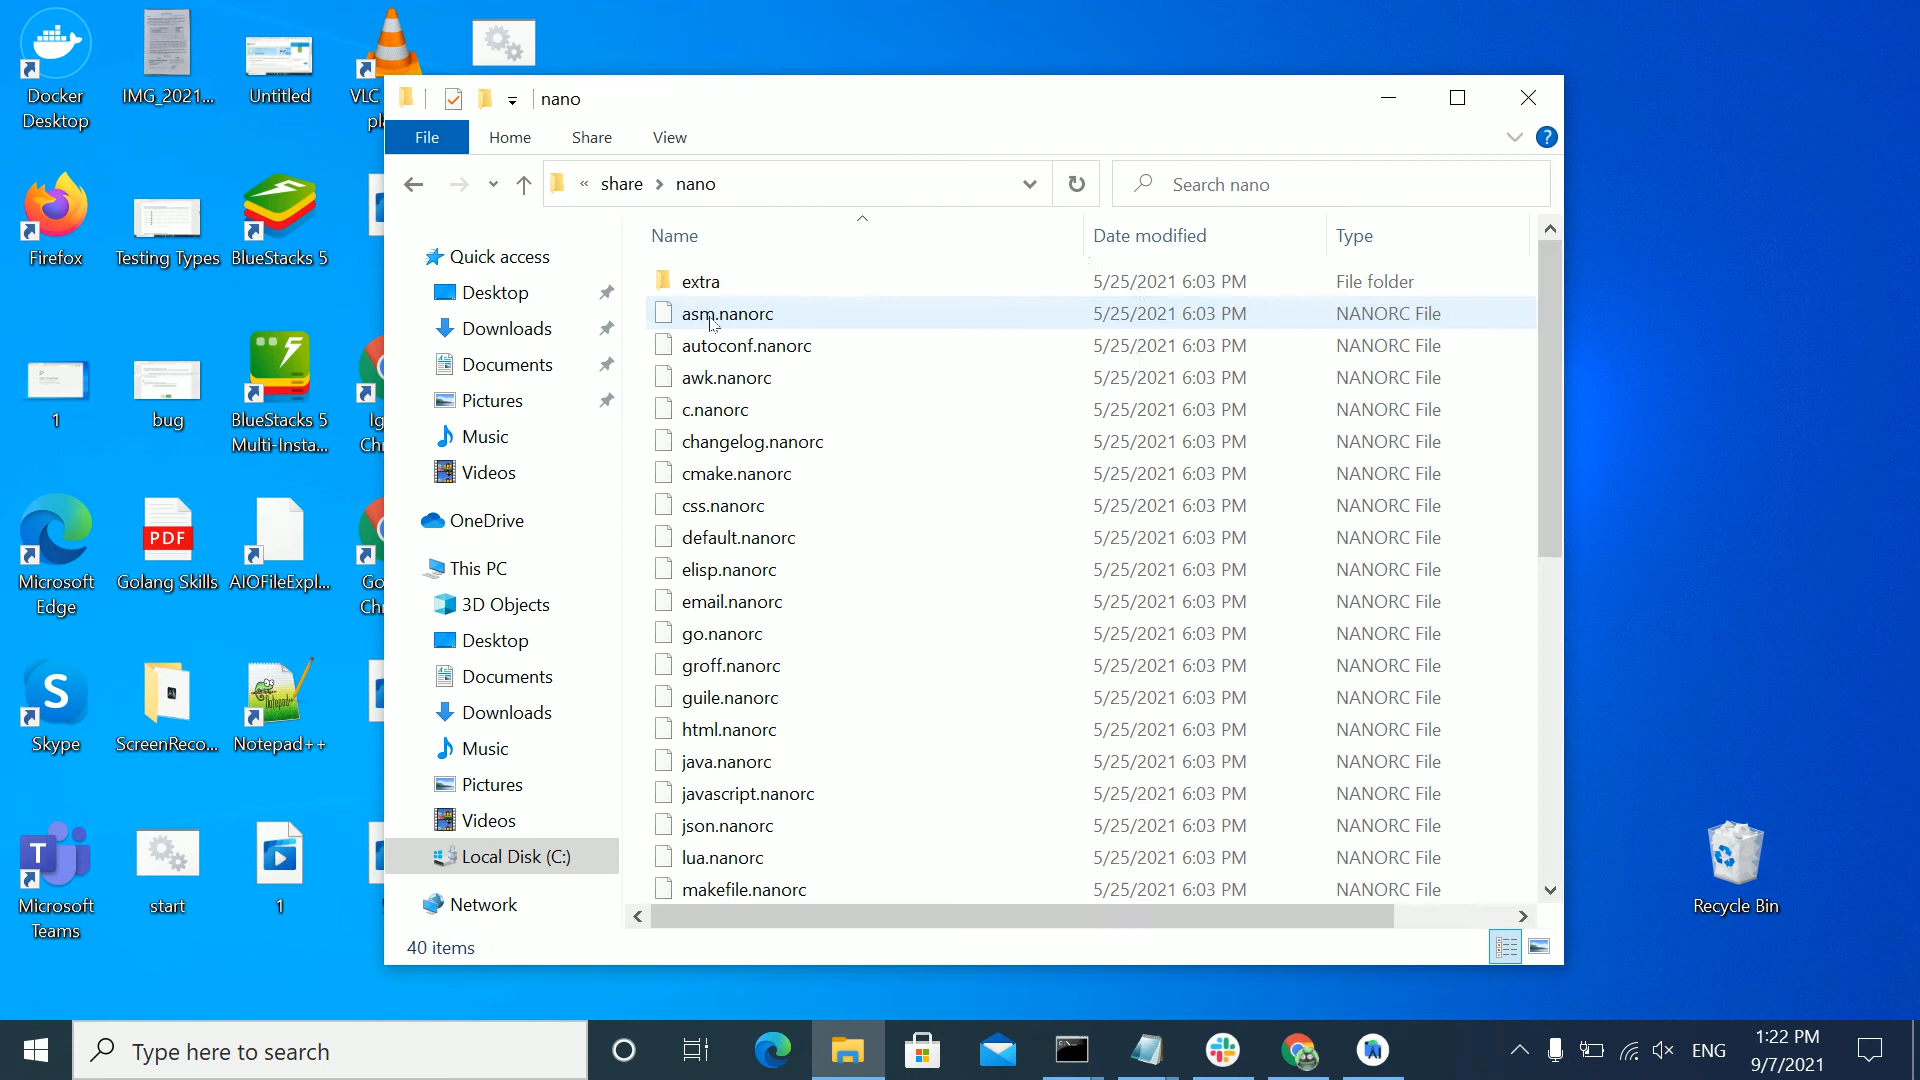 Docker
Desktop
IMG_2021...
Untitled
VLC
Firefox
Testing Types
BlueStacks 5
1
bug
BlueStacks 5
Multi-Insta...
Microsoft
Edge
PDF
Golang Skills
AIOFileExpl...
Skype
ScreenReco...
Notepad++
Microsoft
Teams
start
1
Recycle Bin
nano
File
Home
Share
View
?
« share > nano
Search nano
Name
Date modified
Type
Quick access
Desktop
Downloads
Documents
Pictures
Music
Videos
OneDrive
This PC
3D Objects
Desktop
Documents
Downloads
Music
Pictures
Videos
Local Disk (C:)
Network
extra 5/25/2021 6:03 PM File folder
asm.nanorc 5/25/2021 6:03 PM NANORC File
autoconf.nanorc 5/25/2021 6:03 PM NANORC File
awk.nanorc 5/25/2021 6:03 PM NANORC File
c.nanorc 5/25/2021 6:03 PM NANORC File
changelog.nanorc 5/25/2021 6:03 PM NANORC File
cmake.nanorc 5/25/2021 6:03 PM NANORC File
css.nanorc 5/25/2021 6:03 PM NANORC File
default.nanorc 5/25/2021 6:03 PM NANORC File
elisp.nanorc 5/25/2021 6:03 PM NANORC File
email.nanorc 5/25/2021 6:03 PM NANORC File
go.nanorc 5/25/2021 6:03 PM NANORC File
groff.nanorc 5/25/2021 6:03 PM NANORC File
guile.nanorc 5/25/2021 6:03 PM NANORC File
html.nanorc 5/25/2021 6:03 PM NANORC File
java.nanorc 5/25/2021 6:03 PM NANORC File
javascript.nanorc 5/25/2021 6:03 PM NANORC File
json.nanorc 5/25/2021 6:03 PM NANORC File
lua.nanorc 5/25/2021 6:03 PM NANORC File
makefile.nanorc 5/25/2021 6:03 PM NANORC File
40 items
Type here to search
ENG
1:22 PM
9/7/2021